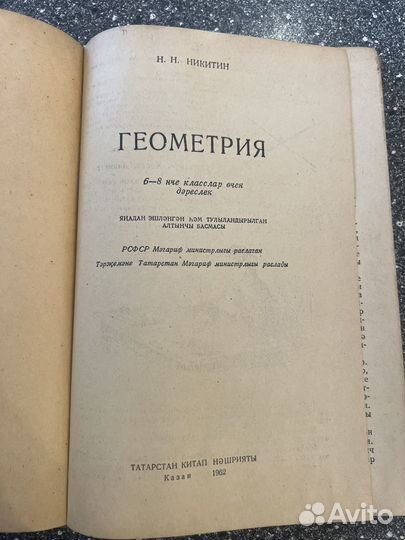 Н. Н. НИКИТИН
ГЕОМЕТРИЯ
6—8 нче класслар өчен
дәреслек
ЯҢАДАН ЭШЛӘНГӘН ҺӘМ ТУЛЫЛАНДЫРЫЛГАН
АЛТЫНЧЫ БАСМАСЫ
РСФСР Мәгариф министрлыгы раслаган
Тәрҗемәне Татарстан Мәгариф министрлыгы раслады
ТАТАРСТАН КИТАП НӘШРИЯТЫ
Казан 1962
Avito